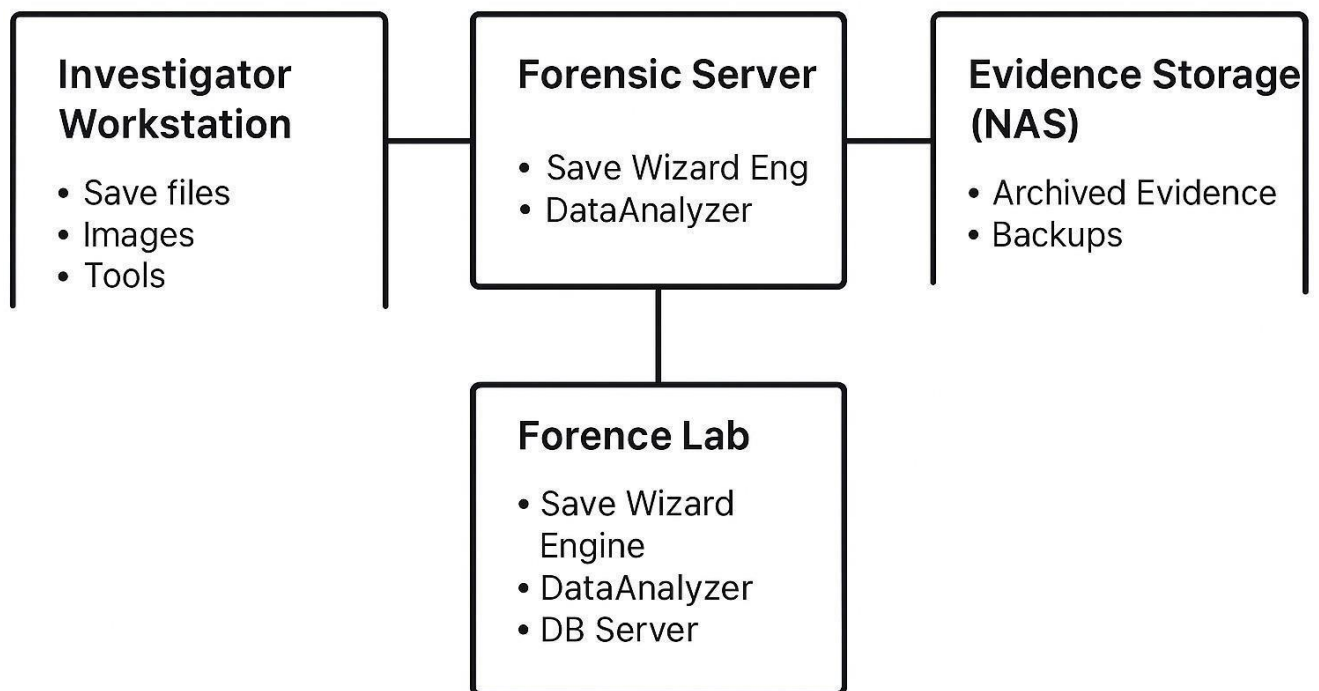 Investigator
Workstation
• Save files
• Images
• Tools
Forensic Server
• Save Wizard Eng
• DataAnalyzer
Evidence Storage
(NAS)
• Archived Evidence
• Backups
Forence Lab
• Save Wizard
Engine
• DataAnalyzer
• DB Server